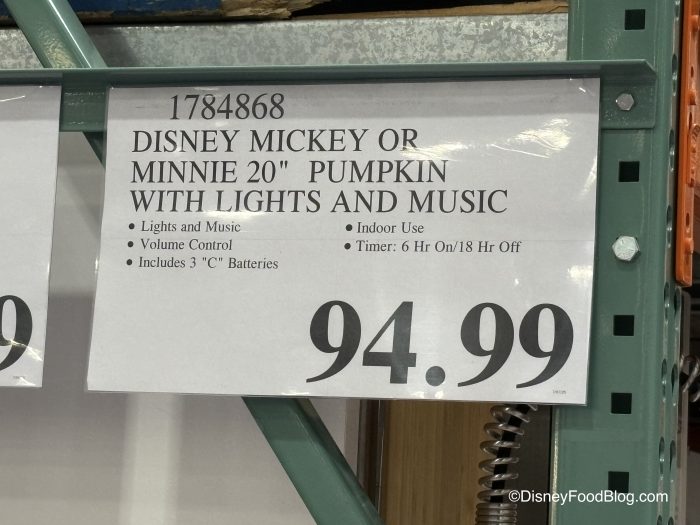 1784868
DISNEY MICKEY OR
MINNIE 20" PUMPKIN
WITH LIGHTS AND MUSIC
• Lights and Music
• Volume Control
• Includes 3 "C" Batteries
• Indoor Use
• Timer: 6 Hr On/18 Hr Off
94.99
9
©DisneyFoodBlog.com